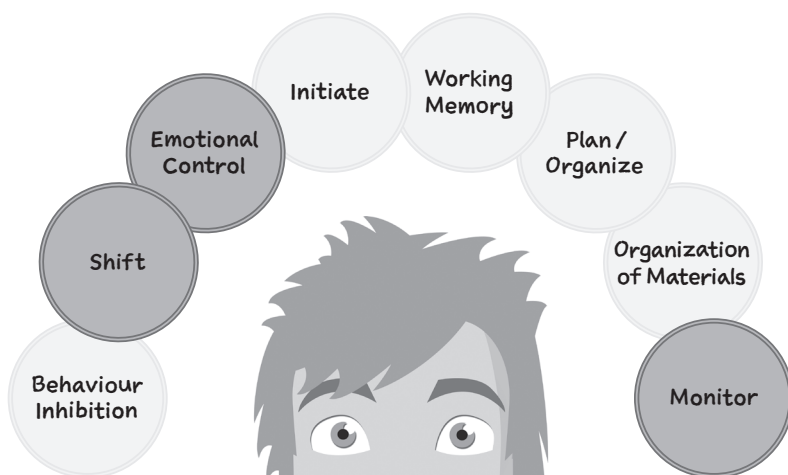 Initiate
Working
Memory
Emotional
Control
Plan /
Organize
Shift
Organization
of Materials
Behaviour
Inhibition
Monitor